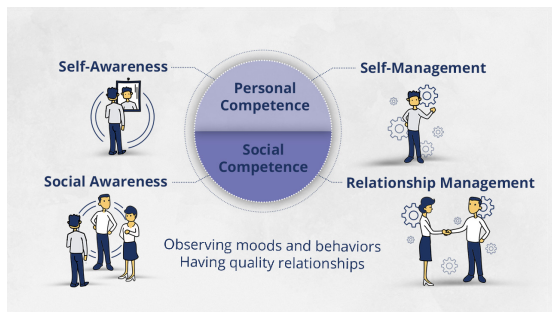 Self-Awareness
Self-Management
Personal
Competence
Social
Competence
Social Awareness
Relationship Management
Observing moods and behaviors
Having quality relationships